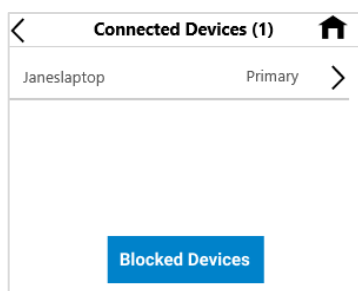 Connected Devices (1)
Janeslaptop Primary
Blocked Devices